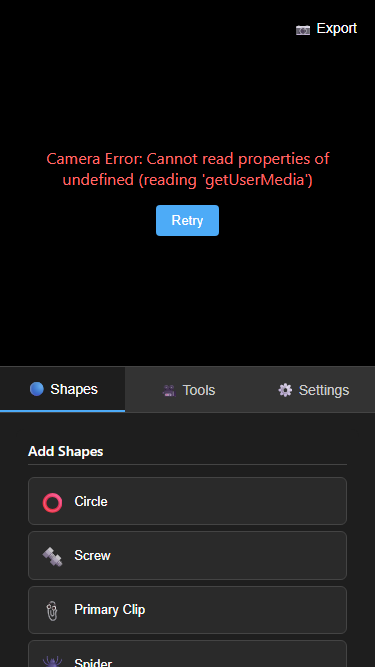 Export
Camera Error: Cannot read properties of
undefined (reading 'getUserMedia')
Retry
Shapes
Tools
Settings
Add Shapes
Circle
Screw
Primary Clip
Spider